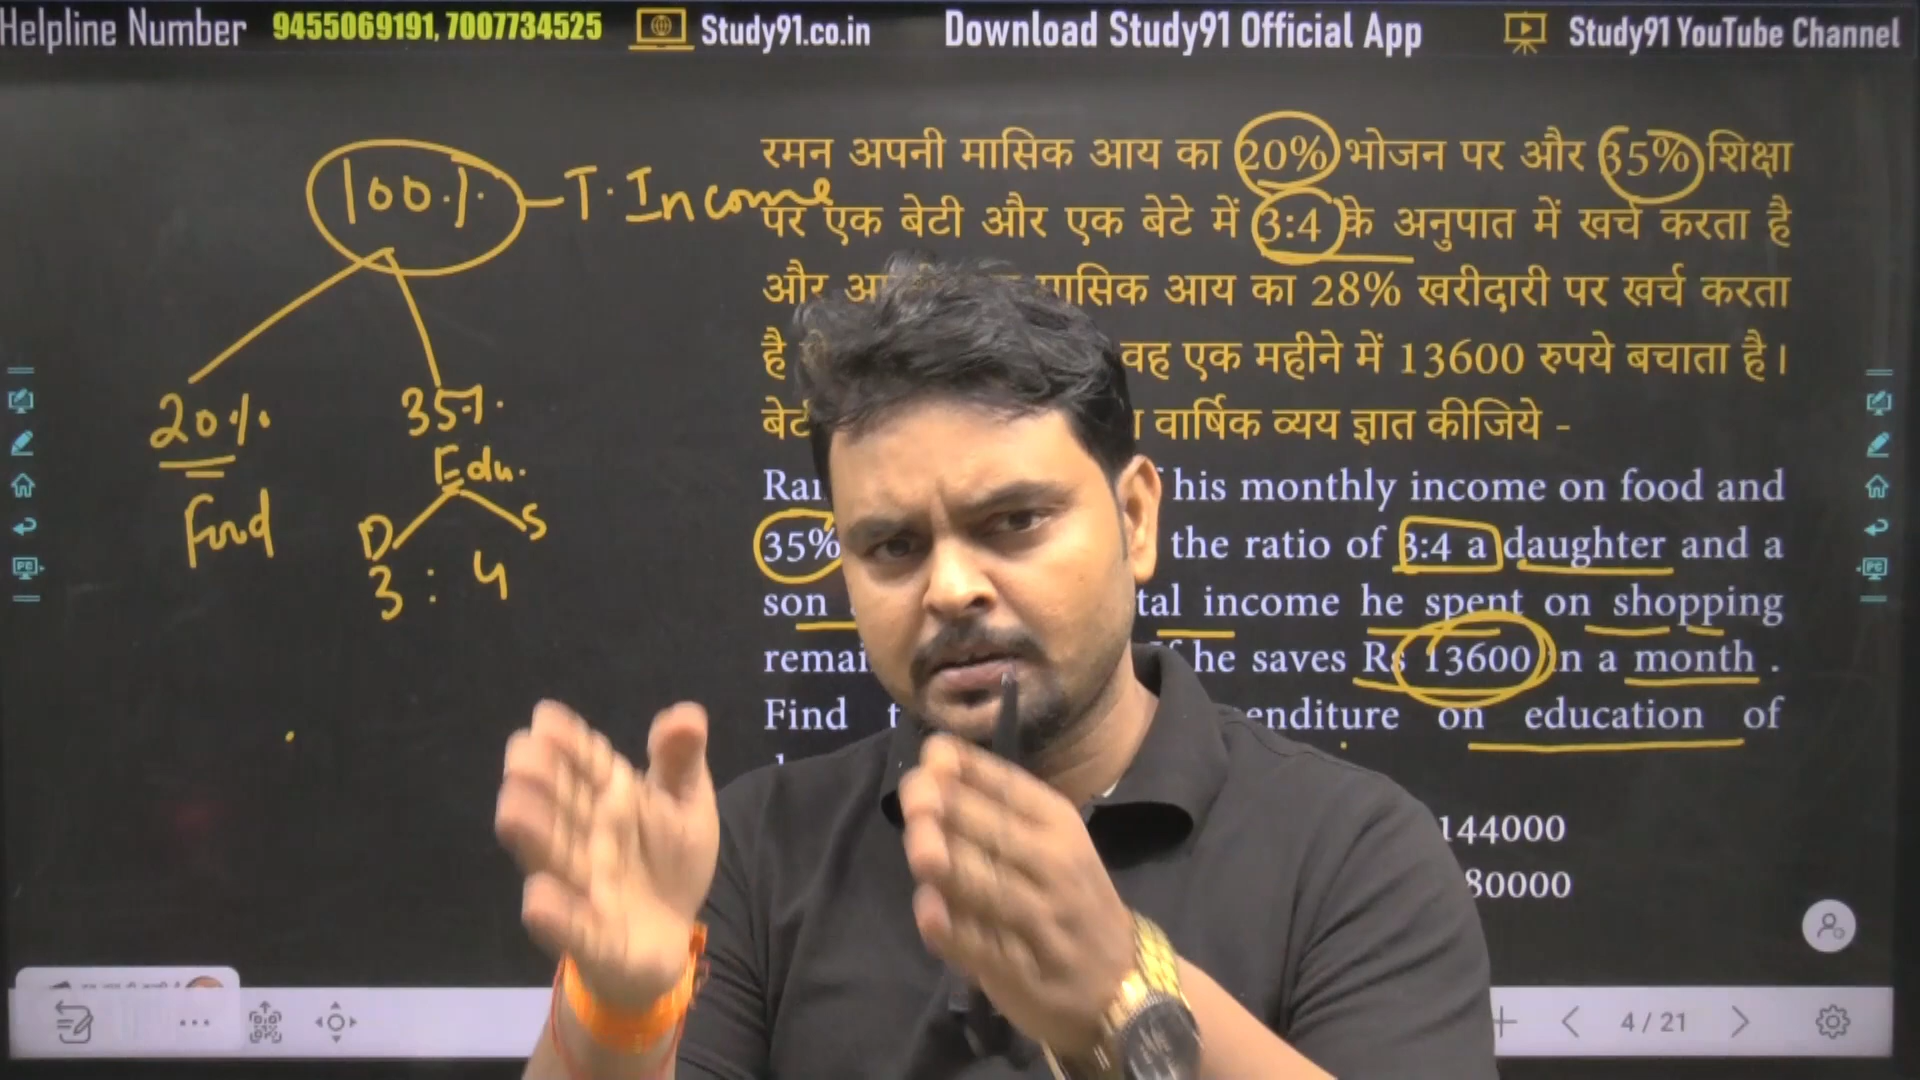 Helpline Number 9455069191, 7007734525 Study91.co.in Download Study91 Official App Study91 YouTube Channel
100% - T. Income
20% 35%
Food Edu.
D S
3 : 4
रमन अपनी मासिक आय का 20% भोजन पर और 35% शिक्षा
पर एक बेटी और एक बेटे में 3:4 के अनुपात में खर्च करता है
और मासिक आय का 28% खरीदारी पर खर्च करता
है वह एक महीने में 13600 रुपये बचाता है।
वार्षिक व्यय ज्ञात कीजिये -
his monthly income on food and
35% the ratio of 3:4 a daughter and a
son income he spent on shopping
he saves Rs 13600 in a month .
Find on education of
144000
80000
4 / 21